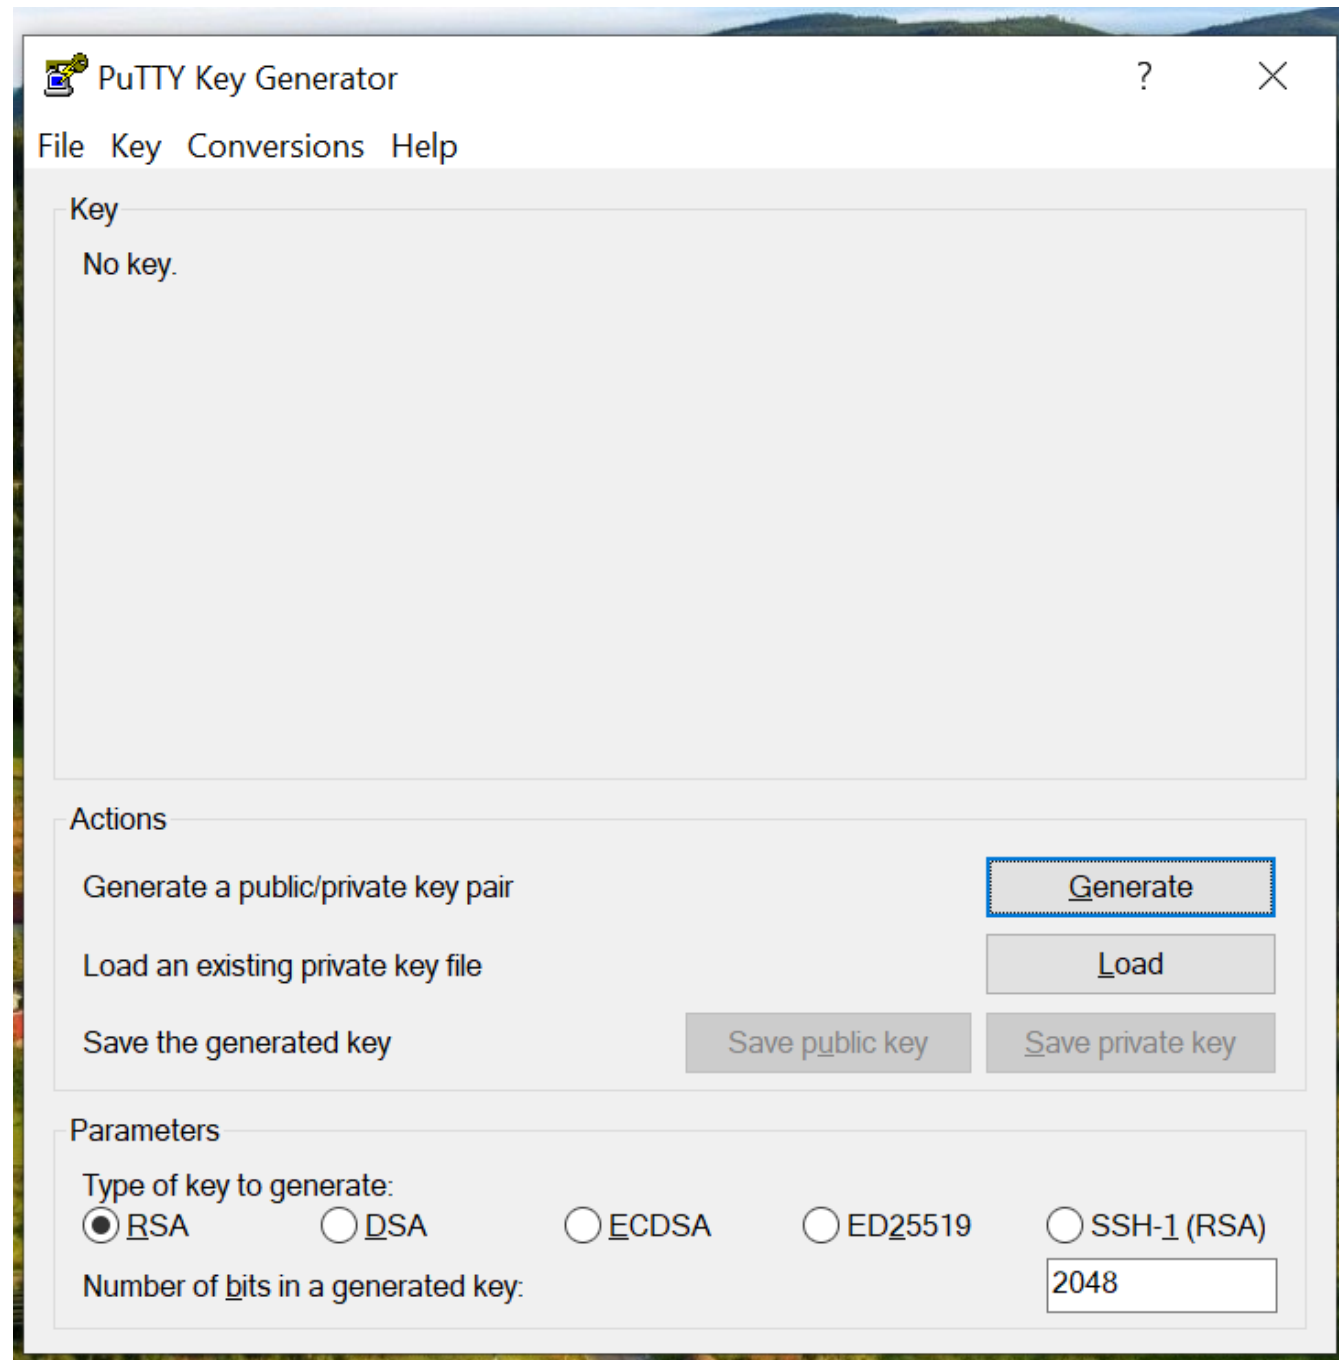 PuTTY Key Generator ?
File Key Conversions Help
Key
No key.
Actions
Generate a public/private key pair Generate
Load an existing private key file Load
Save the generated key Save public key Save private key
Parameters
Type of key to generate:
RSA DSA ECDSA ED25519 SSH-1 (RSA)
Number of bits in a generated key: 2048